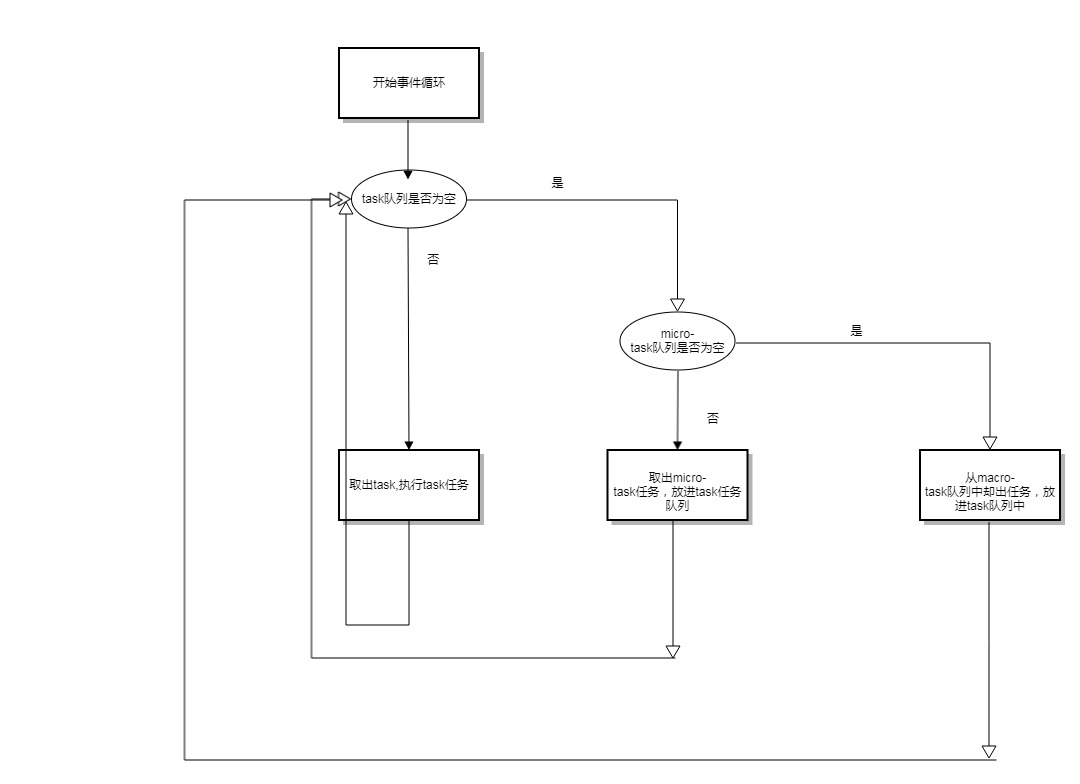 开始事件循环
task队列是否为空
是
否
micro-
task队列是否为空
是
否
取出task,执行task任务
取出micro-
task任务，放进task任务
队列
从macro-
task队列中却出任务，放
进task队列中